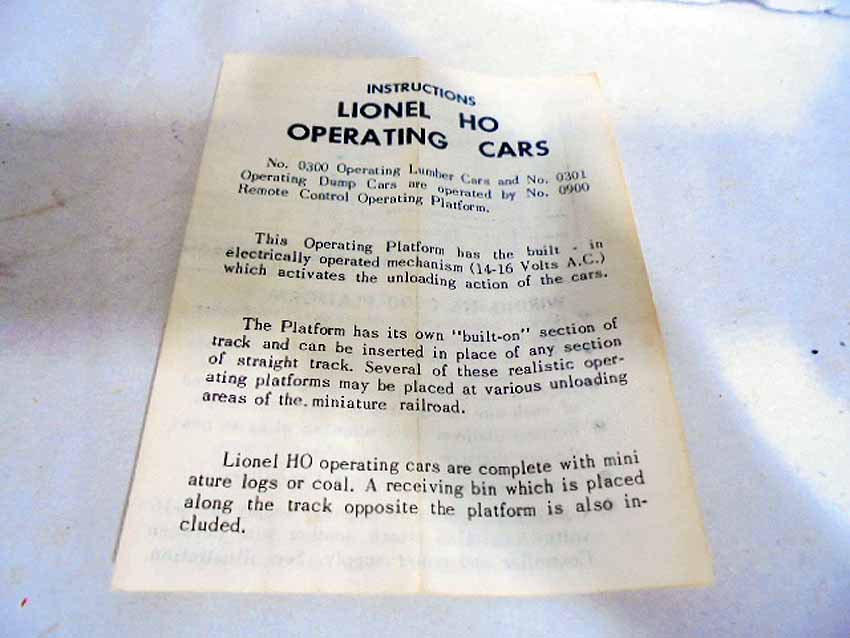 INSTRUCTIONS
LIONEL HO
OPERATING CARS
No. 0300 Operating Lumber Cars and No. 0301
Operating Dump Cars are operated by No. 0900
Remote Control Operating Platform.
This Operating Platform has the built - in
electrically operated mechanism (14-16 Volts A.C.)
which activates the unloading action of the cars.
The Platform has its own "built-on" section of
track and can be inserted in place of any section
of straight track. Several of these realistic oper-
ating platforms may be placed at various unloading
areas of the miniature railroad.
Lionel HO operating cars are complete with mini
ature logs or coal. A receiving bin which is placed
along the track opposite the platform is also in-
cluded.